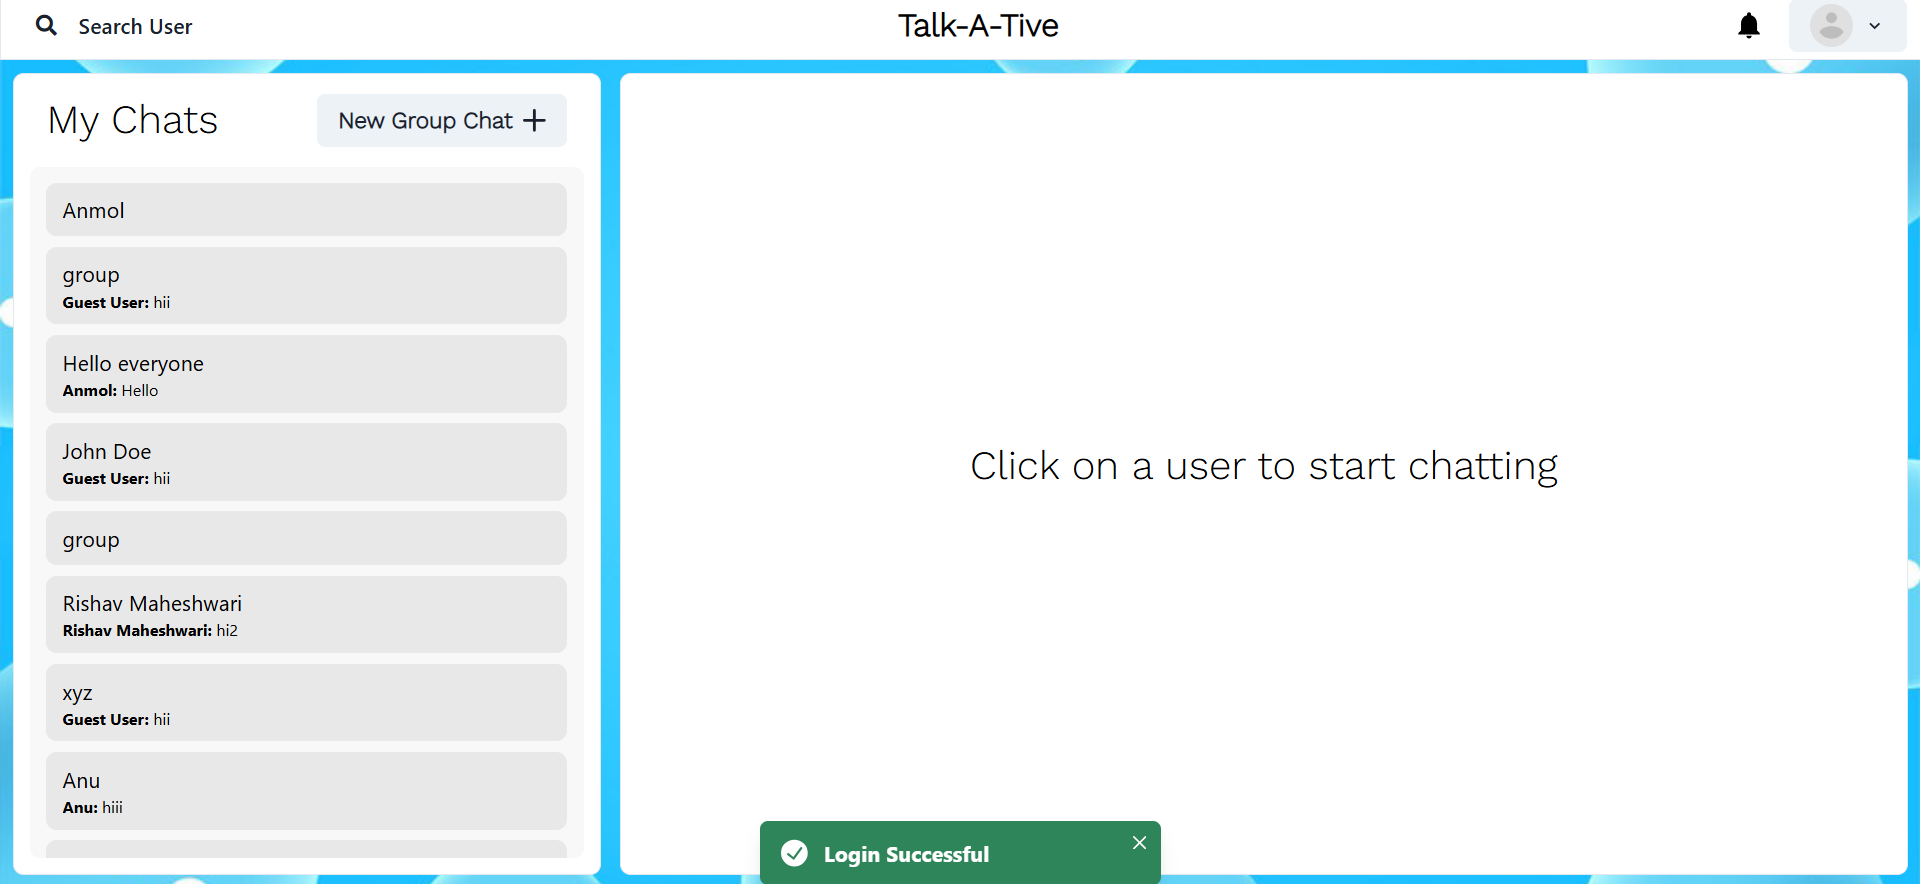 Search User
Talk-A-Tive
My Chats
New Group Chat
Anmol
group
Guest User: hii
Hello everyone
Anmol: Hello
John Doe
Guest User: hii
group
Rishav Maheshwari
Rishav Maheshwari: hi2
xyz
Guest User: hii
Anu
Anu: hiii
Click on a user to start chatting
Login Successful